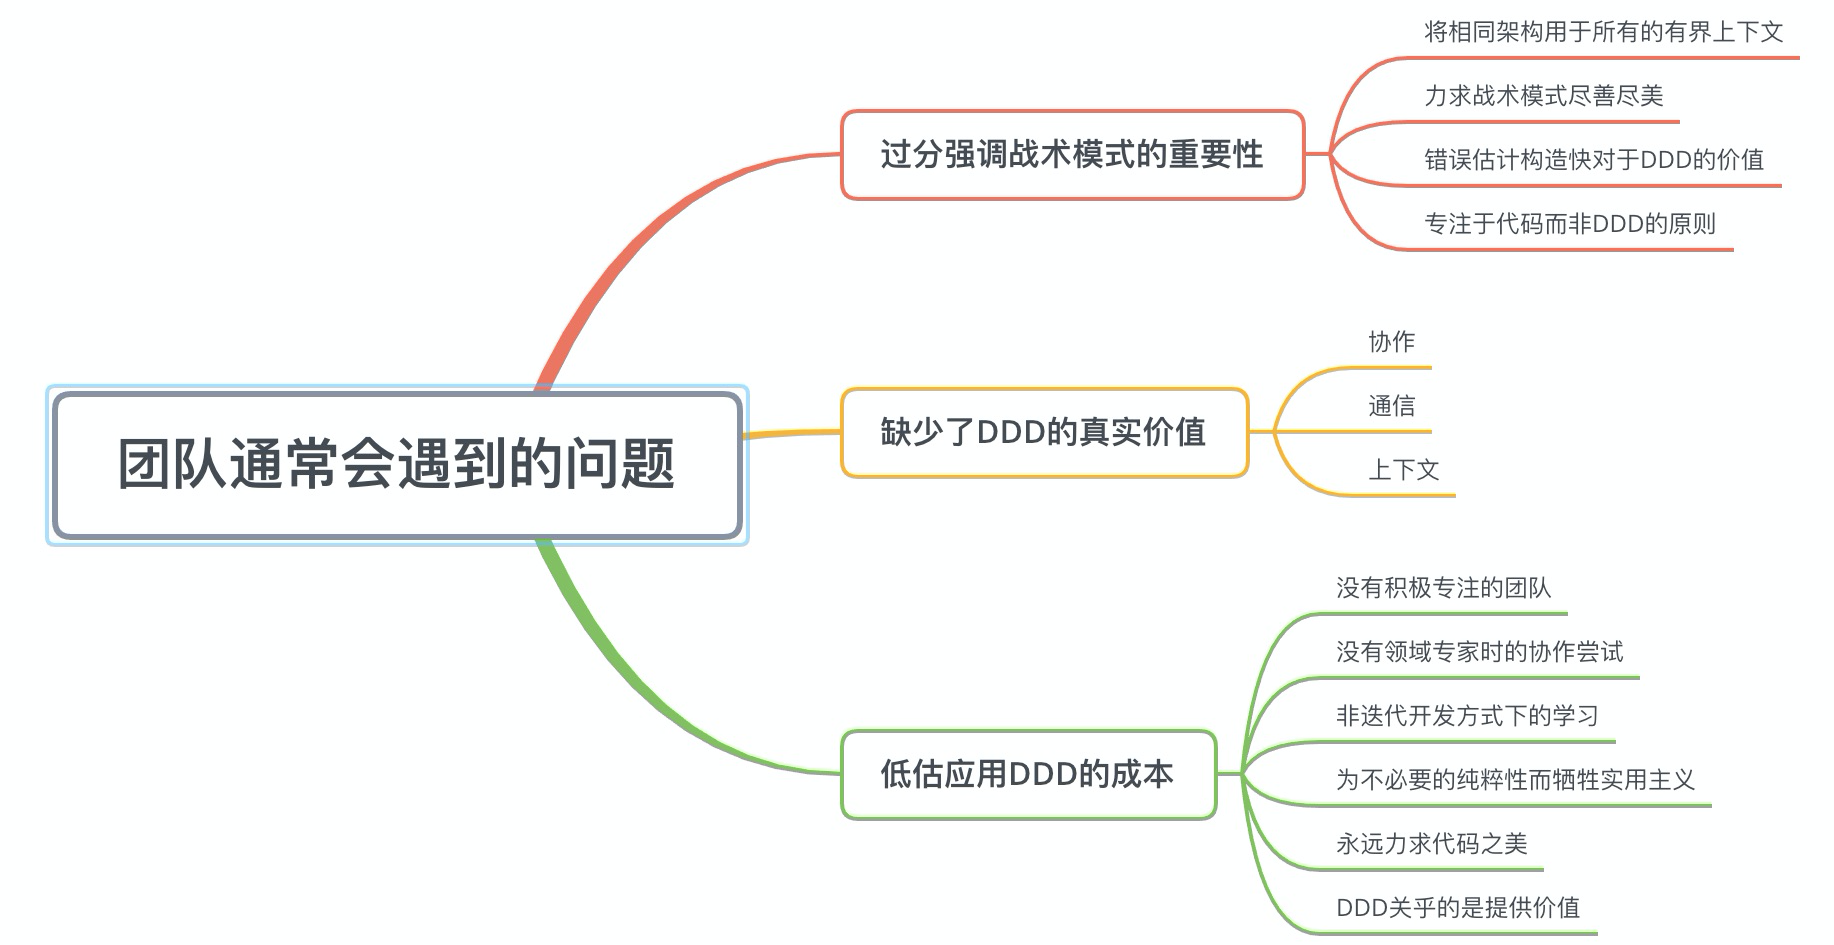 团队通常会遇到的问题
过分强调战术模式的重要性
将相同架构用于所有的有界上下文
力求战术模式尽善尽美
错误估计构造快对于DDD的价值
专注于代码而非DDD的原则
缺少了DDD的真实价值
协作
通信
上下文
低估应用DDD的成本
没有积极专注的团队
没有领域专家时的协作尝试
非迭代开发方式下的学习
为不必要的纯粹性而牺牲实用主义
永远力求代码之美
DDD关乎的是提供价值